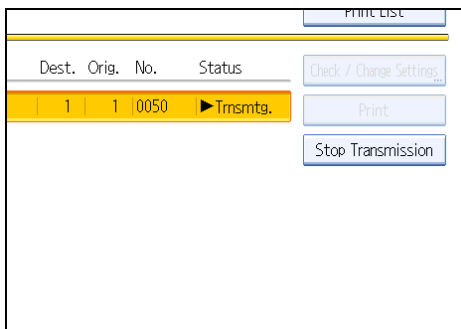 Print List
Dest. Orig. No. Status
Check / Change Settings
1 1 0050 ►Trnsmtg.
Print
Stop Transmission